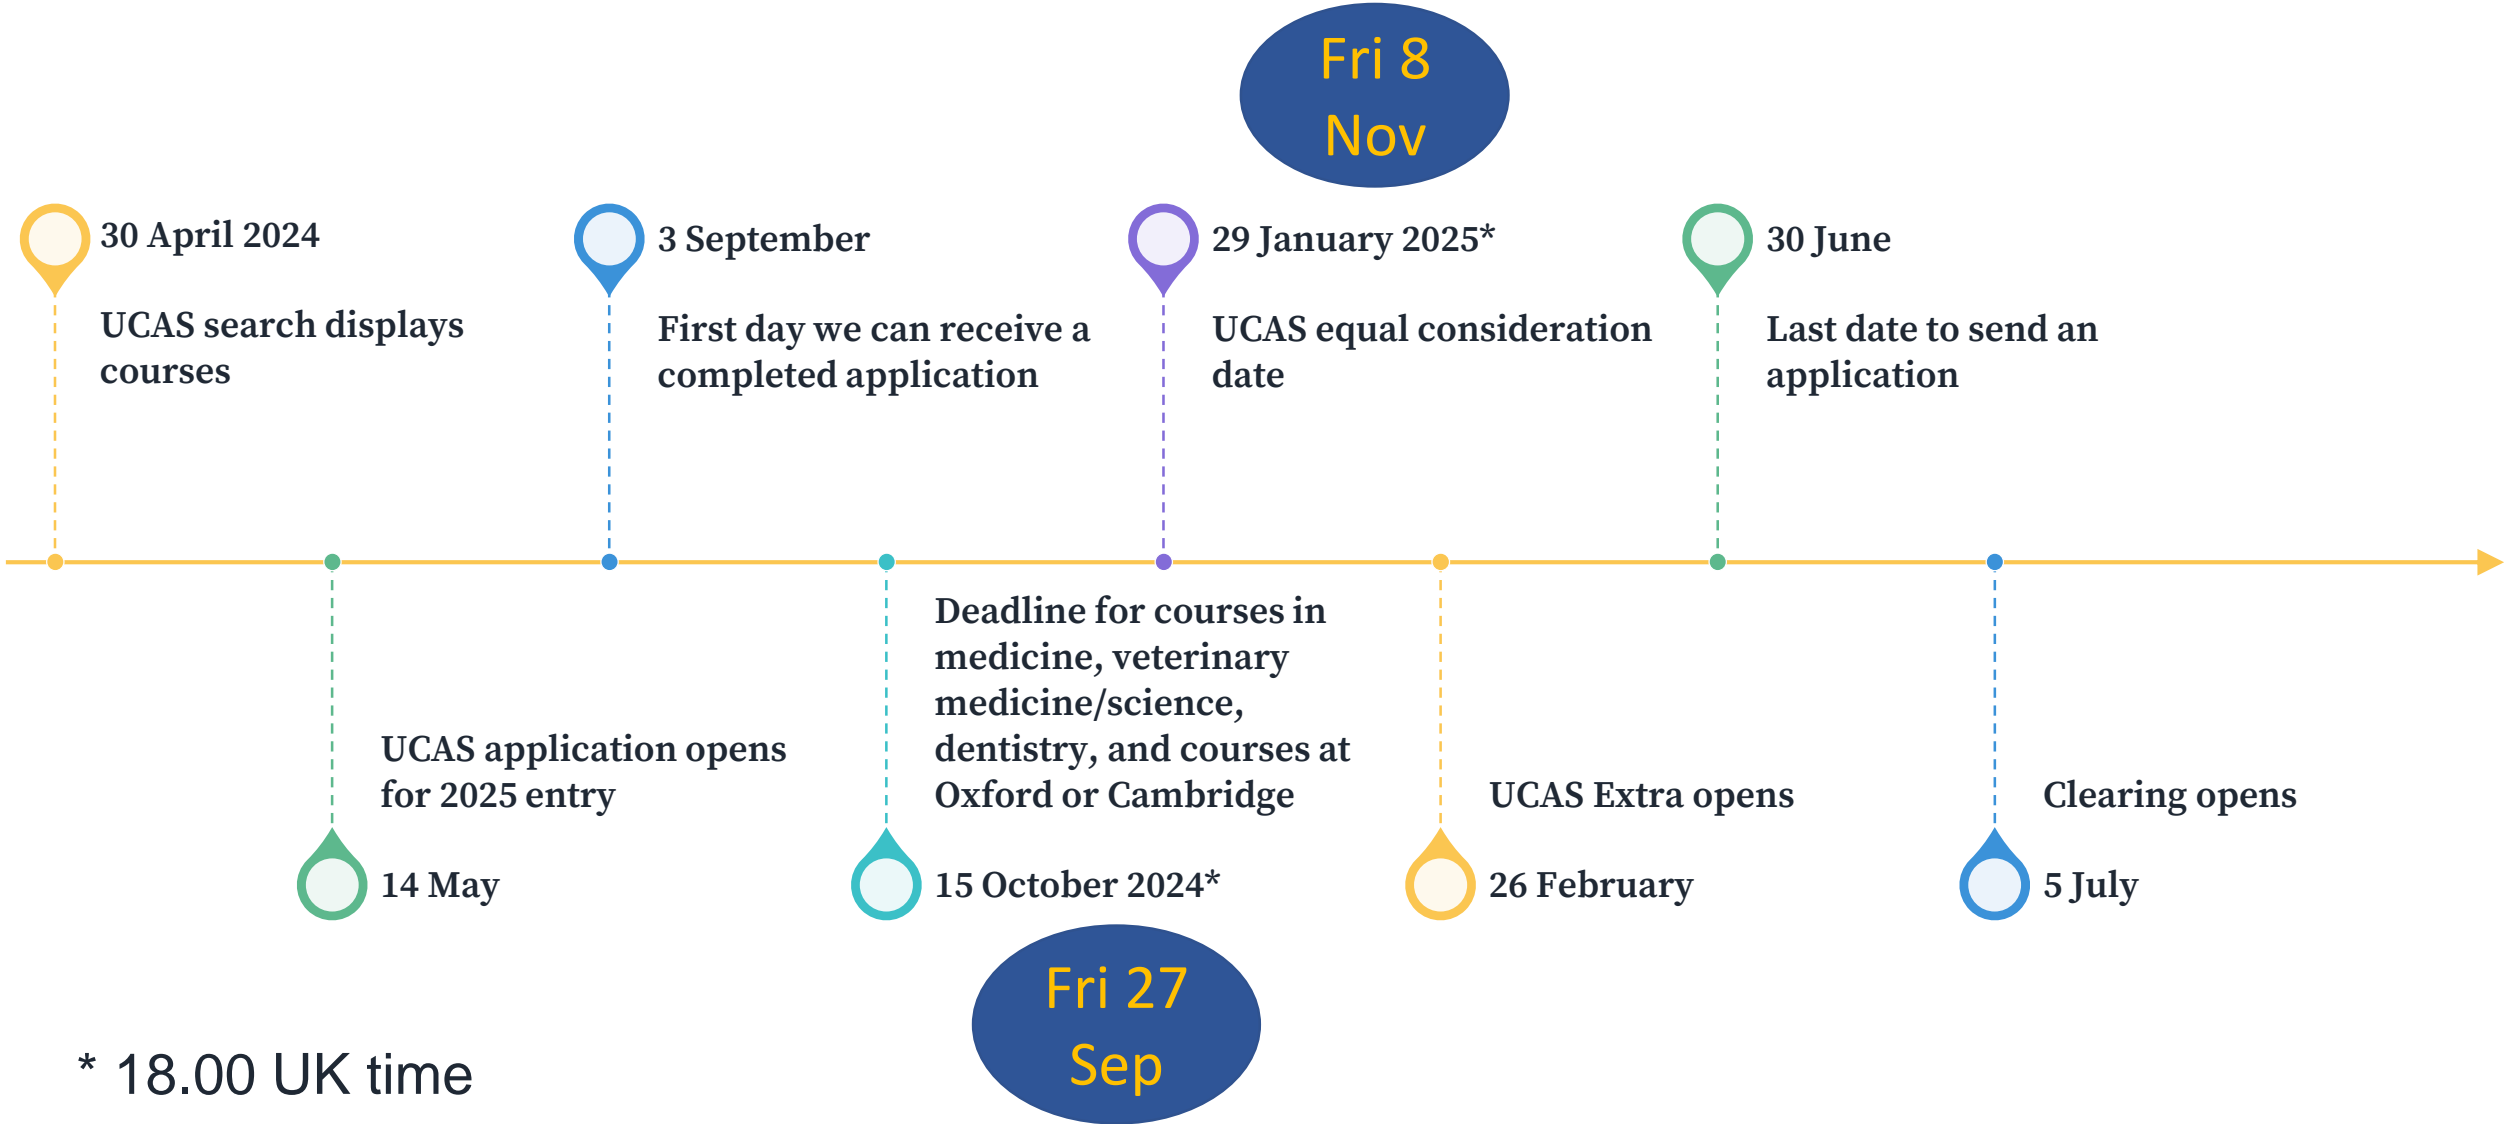 Fri 8
Nov
30 April 2024
UCAS search displays
courses
3 September
First day we can receive a
completed application
29 January 2025*
UCAS equal consideration
date
30 June
Last date to send an
application
UCAS application opens
for 2025 entry
14 May
Deadline for courses in
medicine, veterinary
medicine/science,
dentistry, and courses at
Oxford or Cambridge
15 October 2024*
UCAS Extra opens
26 February
Clearing opens
5 July
Fri 27
Sep
* 18.00 UK time